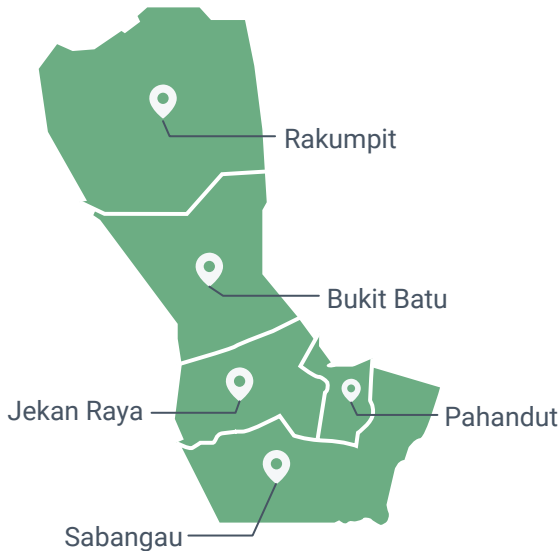 Rakumpit
Bukit Batu
Jekan Raya
Pahandut
Sabangau